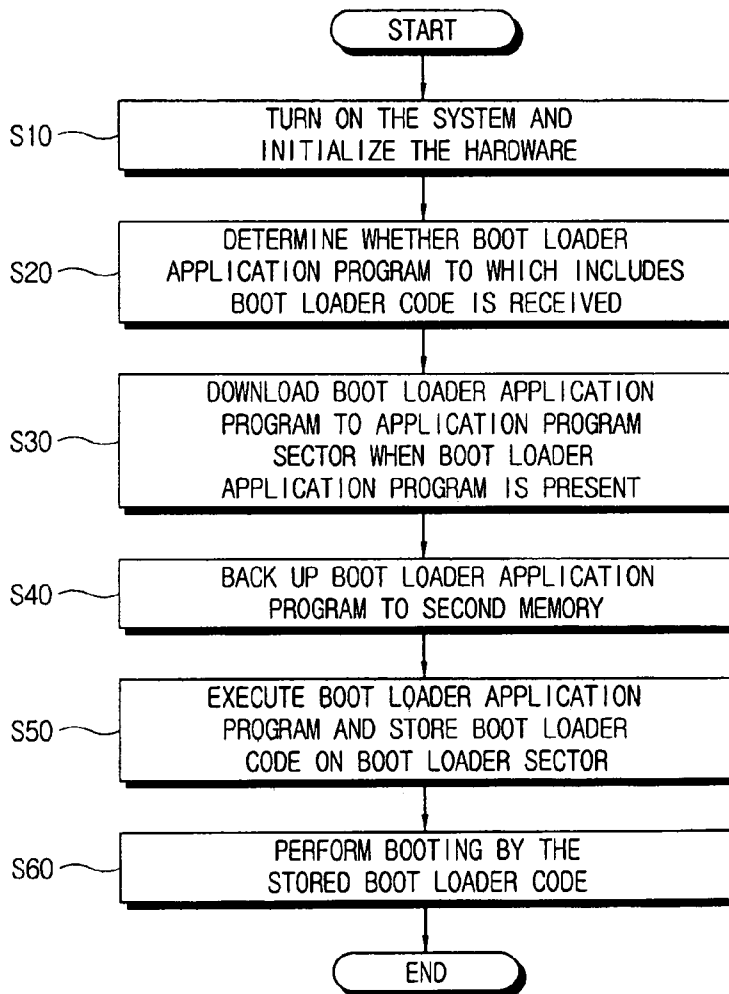 START
S10
TURN ON THE SYSTEM AND
INITIALIZE THE HARDWARE
S20
DETERMINE WHETHER BOOT LOADER
APPLICATION PROGRAM TO WHICH INCLUDES
BOOT LOADER CODE IS RECEIVED
S30
DOWNLOAD BOOT LOADER APPLICATION
PROGRAM TO APPLICATION PROGRAM
SECTOR WHEN BOOT LOADER
APPLICATION PROGRAM IS PRESENT
S40
BACK UP BOOT LOADER APPLICATION
PROGRAM TO SECOND MEMORY
S50
EXECUTE BOOT LOADER APPLICATION
PROGRAM AND STORE BOOT LOADER
CODE ON BOOT LOADER SECTOR
S60
PERFORM BOOTING BY THE
STORED BOOT LOADER CODE
END